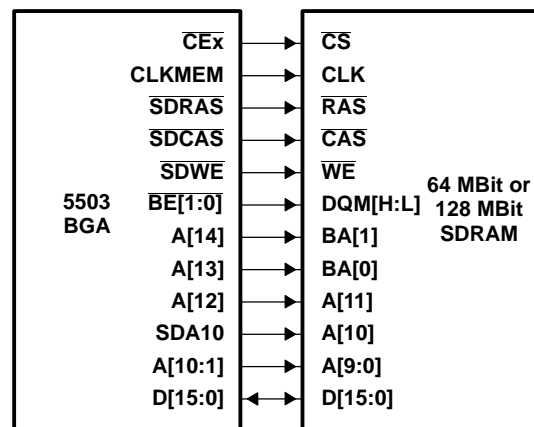 CEx CS
CLKMEM CLK
SDRAS RAS
SDCAS CAS
SDWE WE
BE[1:0] DQM[H:L]
A[14] BA[1]
A[13] BA[0]
A[12] A[11]
SDA10 A[10]
A[10:1] A[9:0]
D[15:0] D[15:0]
5503
BGA
64 MBit or
128 MBit
SDRAM